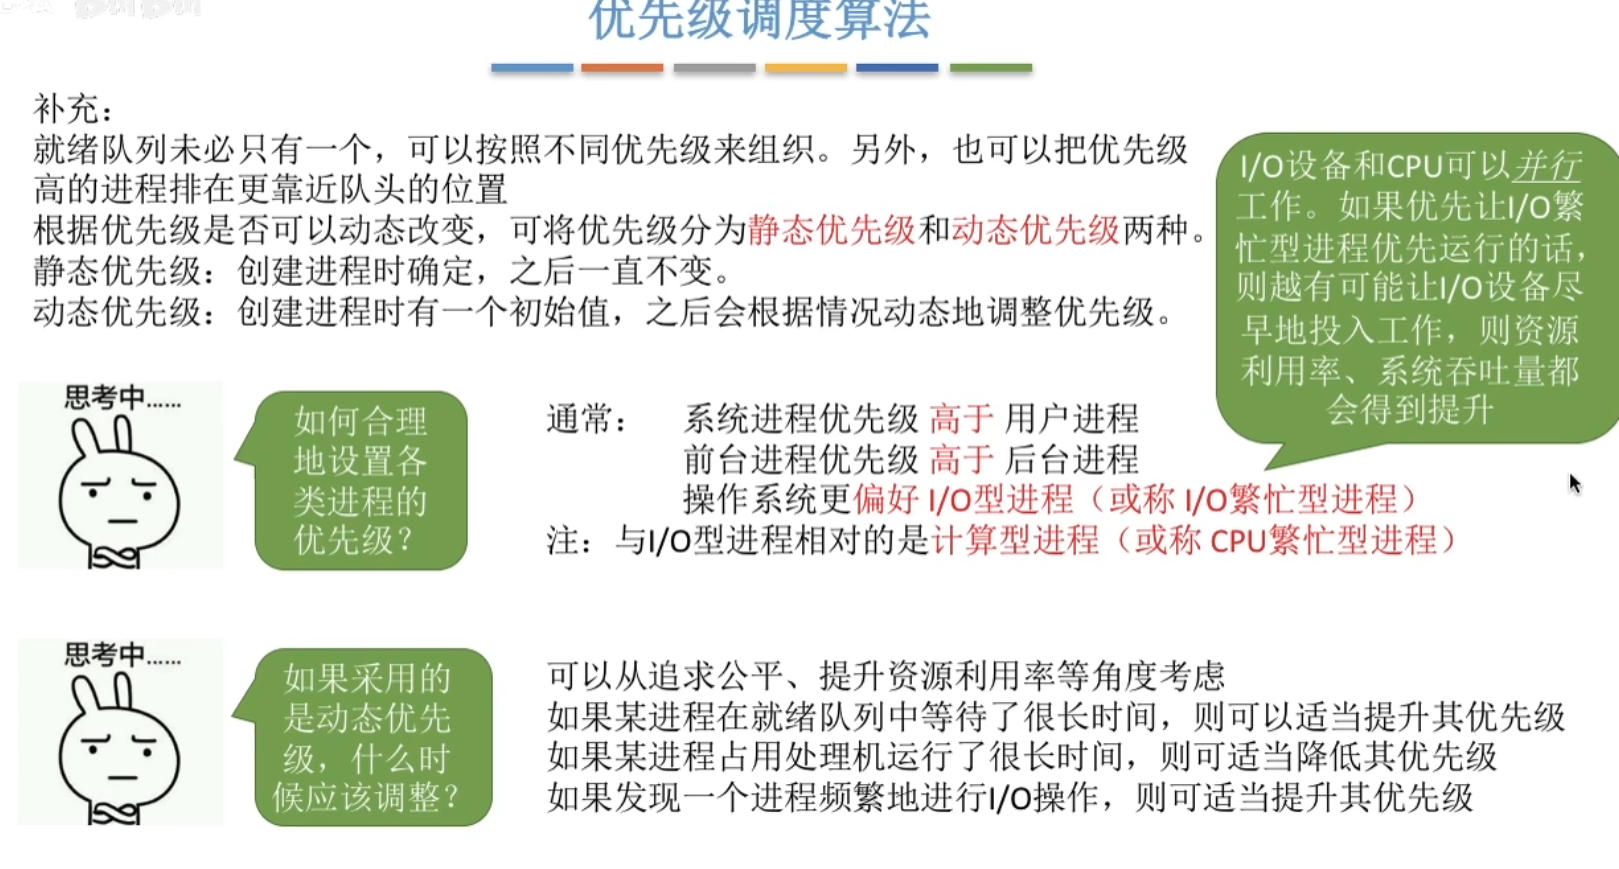 优先级调度算法
补充：
就绪队列未必只有一个，可以按照不同优先级来组织。另外，也可以把优先级
高的进程排在更靠近队头的位置
根据优先级是否可以动态改变，可将优先级分为静态优先级和动态优先级两种。
静态优先级：创建进程时确定，之后一直不变。
动态优先级：创建进程时有一个初始值，之后会根据情况动态地调整优先级。
I/O设备和CPU可以并行
工作。如果优先让I/O繁
忙型进程优先运行的话，
则越有可能让I/O设备尽
早地投入工作，则资源
利用率、系统吞吐量都
会得到提升
思考中……
如何合理
地设置各
类进程的
优先级？
通常： 系统进程优先级 高于 用户进程
前台进程优先级 高于 后台进程
操作系统更偏好 I/O型进程（或称 I/O繁忙型进程）
注：与I/O型进程相对的是计算型进程（或称 CPU繁忙型进程）
思考中……
如果采用的
是动态优先
级，什么时
候应该调整？
可以从追求公平、提升资源利用率等角度考虑
如果某进程在就绪队列中等待了很长时间，则可以适当提升其优先级
如果某进程占用处理机运行了很长时间，则可适当降低其优先级
如果发现一个进程频繁地进行I/O操作，则可适当提升其优先级